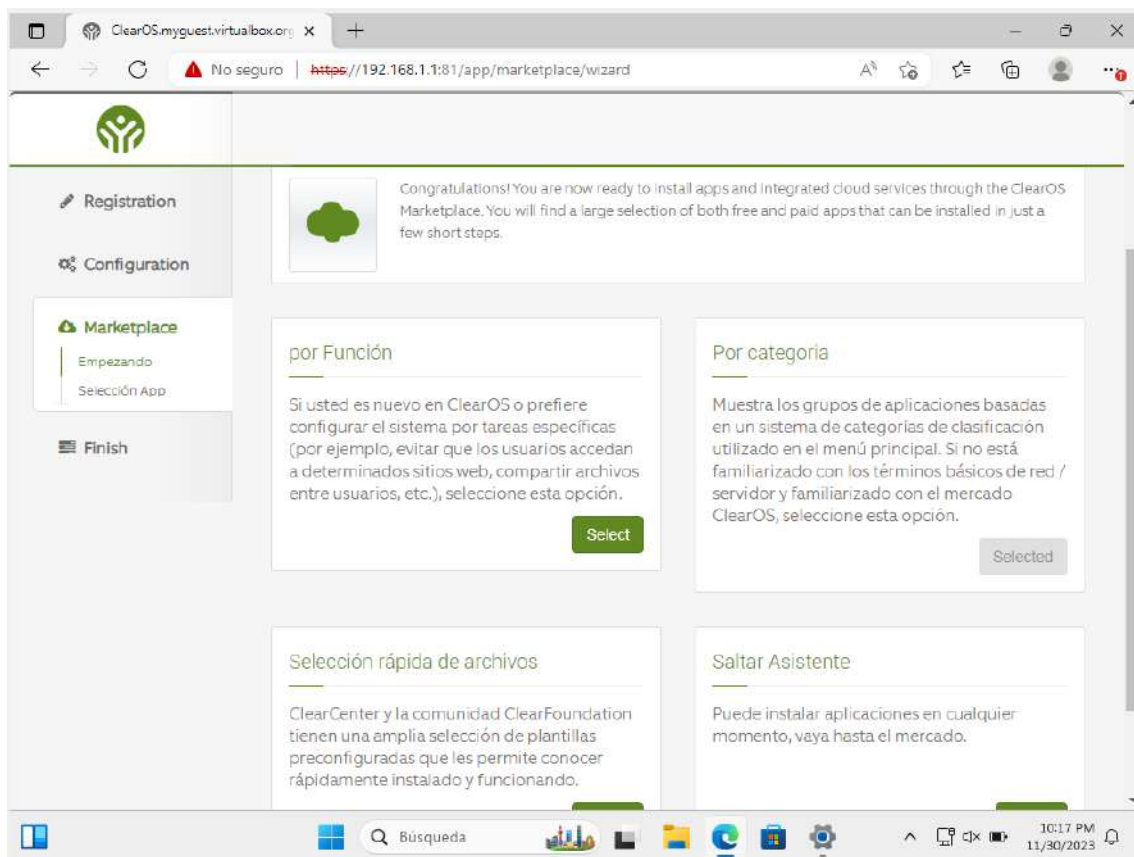 ClearOS.myguest.virtualbox.org
No seguro | https://192.168.1.1:81/app/marketplace/wizard
Registration
Configuration
Marketplace
Empezando
Selección App
Finish
Congratulations! You are now ready to install apps and integrated cloud services through the ClearOS
Marketplace. You will find a large selection of both free and paid apps that can be installed in just a
few short steps.
por Función
Si usted es nuevo en ClearOS o prefiere
configurar el sistema por tareas específicas
(por ejemplo, evitar que los usuarios accedan
a determinados sitios web, compartir archivos
entre usuarios, etc.), seleccione esta opción.
Select
Por categoria
Muestra los grupos de aplicaciones basadas
en un sistema de categorías de clasificación
utilizado en el menú principal. Si no está
familiarizado con los términos básicos de red /
servidor y familiarizado con el mercado
ClearOS, seleccione esta opción.
Selected
Selección rápida de archivos
ClearCenter y la comunidad ClearFoundation
tienen una amplia selección de plantillas
preconfiguradas que les permite conocer
rápidamente instalado y funcionando.
Saltar Asistente
Puede instalar aplicaciones en cualquier
momento, vaya hasta el mercado.
Búsqueda
10:17 PM
11/30/2023